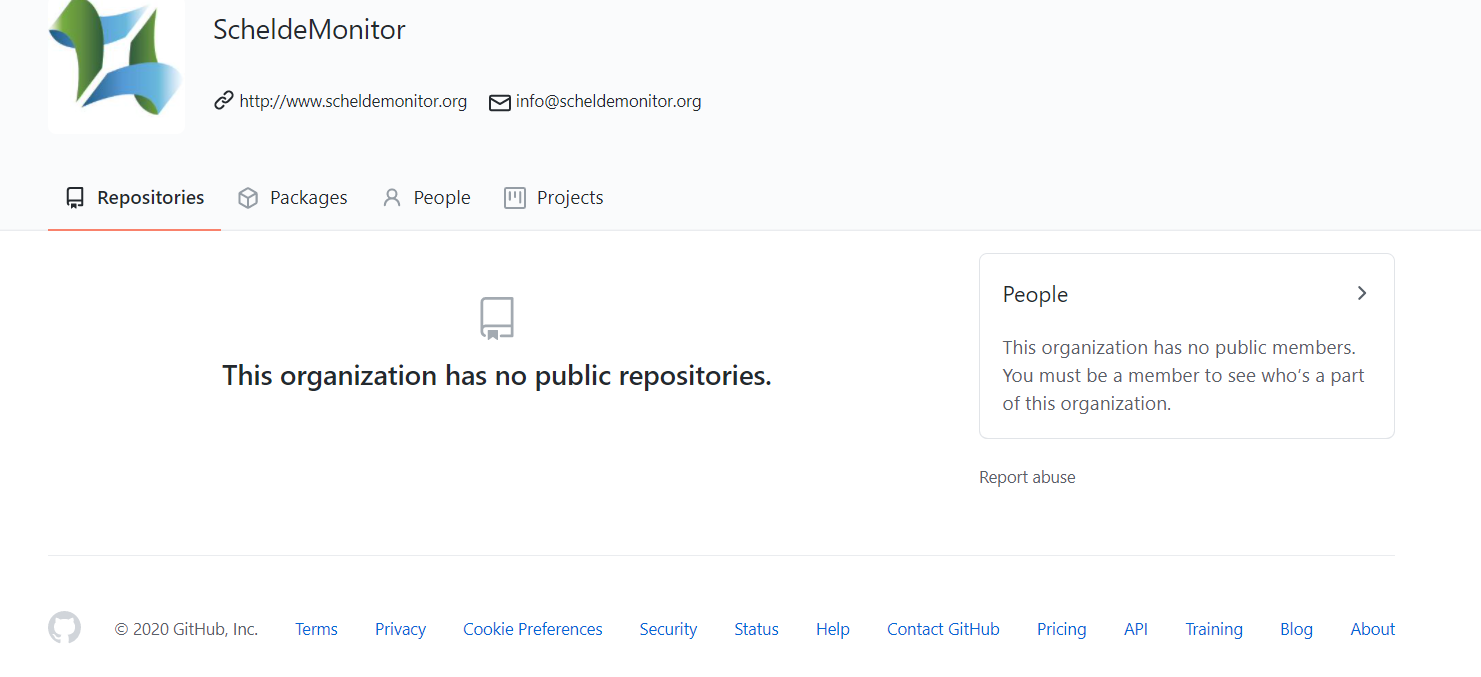 ScheldeMonitor
http://www.scheldemonitor.org info@scheldemonitor.org
Repositories Packages People Projects
This organization has no public repositories.
People
This organization has no public members.
You must be a member to see who’s a part
of this organization.
Report abuse
© 2020 GitHub, Inc. Terms Privacy Cookie Preferences Security Status Help Contact GitHub Pricing API Training Blog About